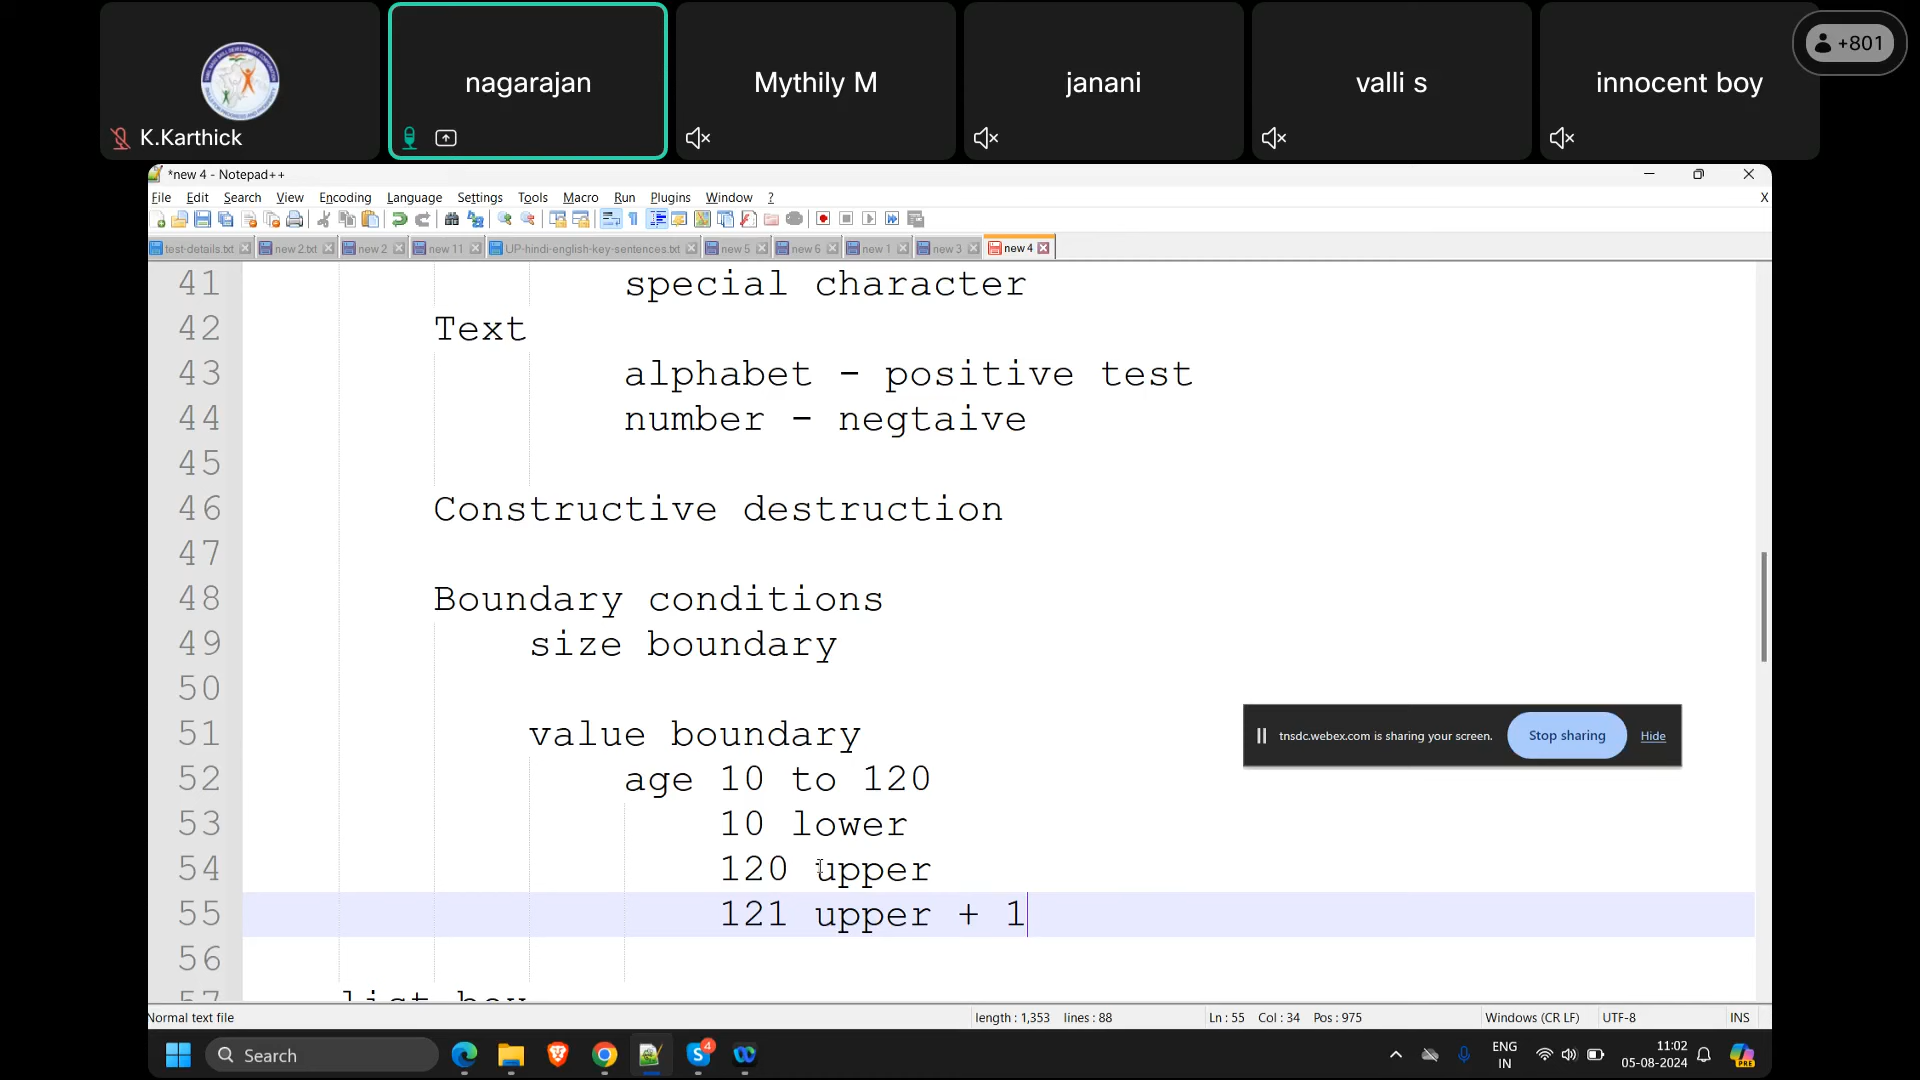 +801
nagarajan
Mythily M
janani
valli s
innocent boy
K.Karthick
*new 4 - Notepad++
File Edit Search View Encoding Language Settings Tools Macro Run Plugins Window ?
X
test-details.txt new 2.txt new 2 new 11 UP-hindi-english-key-sentences.txt new 5 new 6 new 1 new 3 new 4
41 special character
42 Text
43 alphabet - positive test
44 number - negtaive
45
46 Constructive destruction
47
48 Boundary conditions
49 size boundary
50
51 value boundary
52 age 10 to 120
53 10 lower
54 120 upper
55 121 upper + 1
56
57 list box
tnsdc.webex.com is sharing your screen. Stop sharing Hide
Normal text file length : 1,353 lines : 88 Ln : 55 Col : 34 Pos : 975 Windows (CR LF) UTF-8 INS
Search
4
ENG
IN
11:02
05-08-2024
PRE